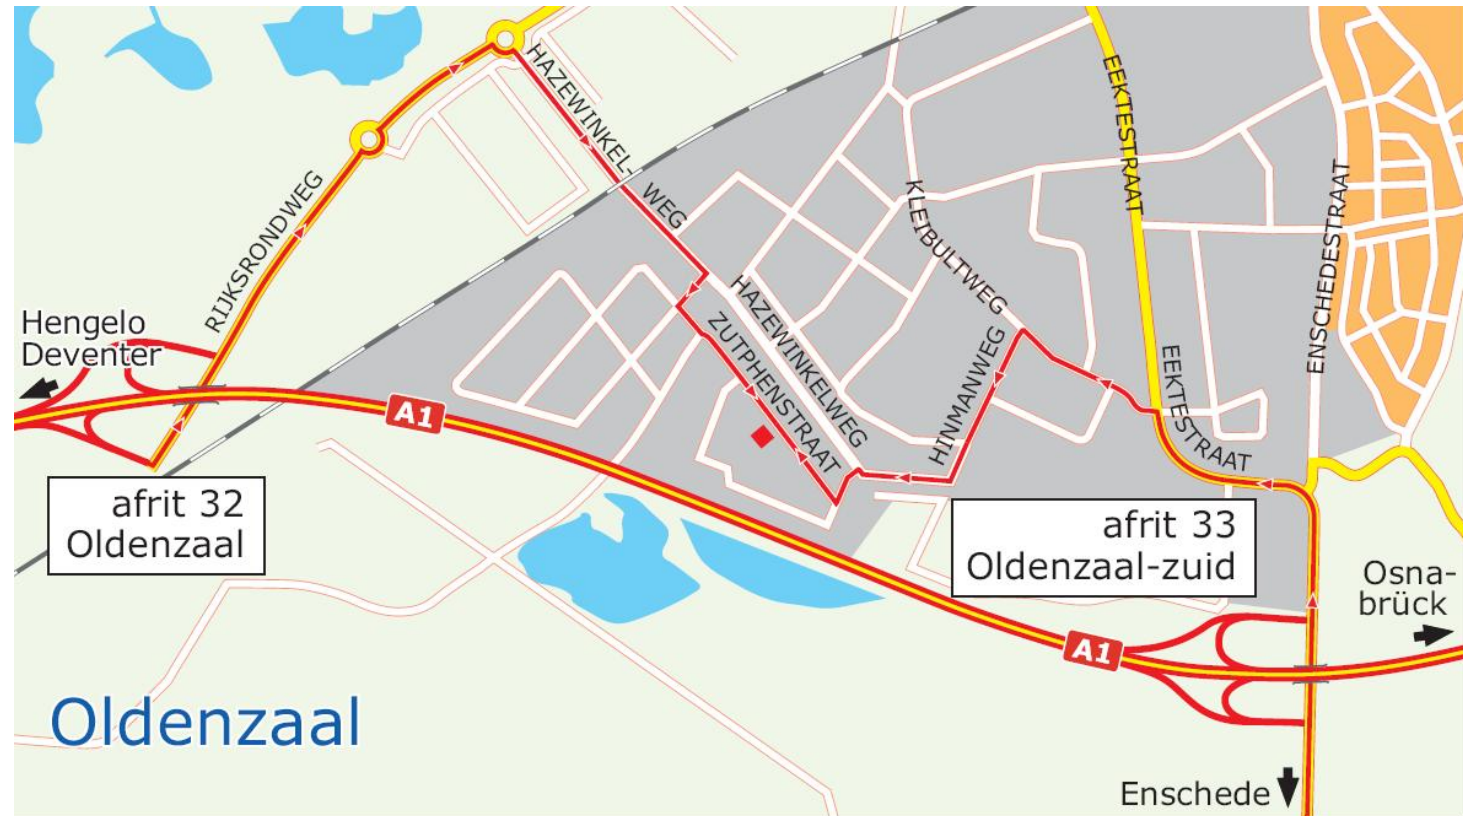 HAZEWINKEL-
WEG
EEKTESTRAAT
RIJKSRONDWEG
KLEIBULTWEG
ENSCHEDESTRAAT
Hengelo
Deventer
HAZEWINKELWEG
ZUTPHENSTRAAT
HINMANWEG
EEKTESTRAAT
A1
afrit 32
Oldenzaal
afrit 33
Oldenzaal-zuid
Osna-
brück
A1
Oldenzaal
Enschede